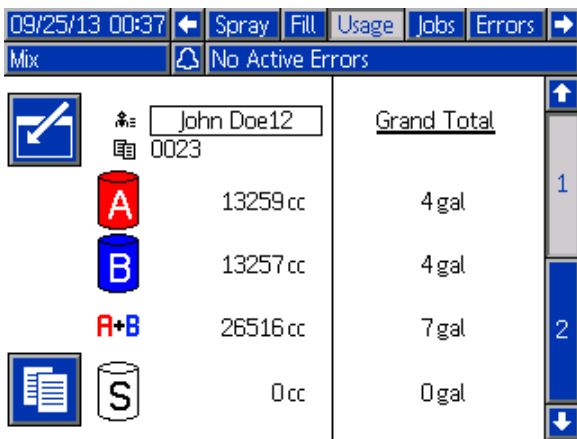 09/25/13 00:37 Spray Fill Usage Jobs Errors
Mix No Active Errors
John Doe12 Grand Total
0023
A 13259 cc 4 gal
1
B 13257 cc 4 gal
A+B 26516 cc 7 gal
2
S 0 cc 0 gal